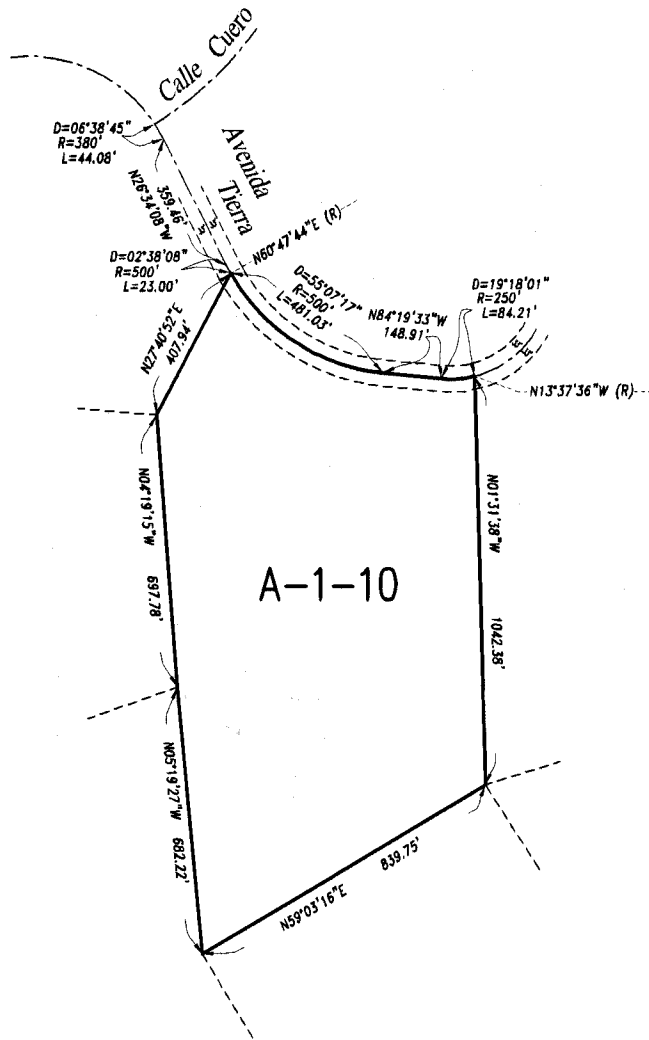 Calle Cuero
D=06°38'45"
R=380'
L=44.08'
Avenida
Tierra
359.46'
N26°34'08"W
N60°47'44"E (R)
D=02°38'08"
R=500'
L=23.00'
D=55°07'17"
R=500'
L=481.03'
D=19°18'01"
R=250'
L=84.21'
N84°19'33"W
148.91'
N27°40'52"E
407.94'
N13°37'36"W (R)
N04°19'15"W
697.78'
N01°31'38"W
1042.38'
A-1-10
N05°19'27"W
682.22'
839.75'
N59°03'16"E